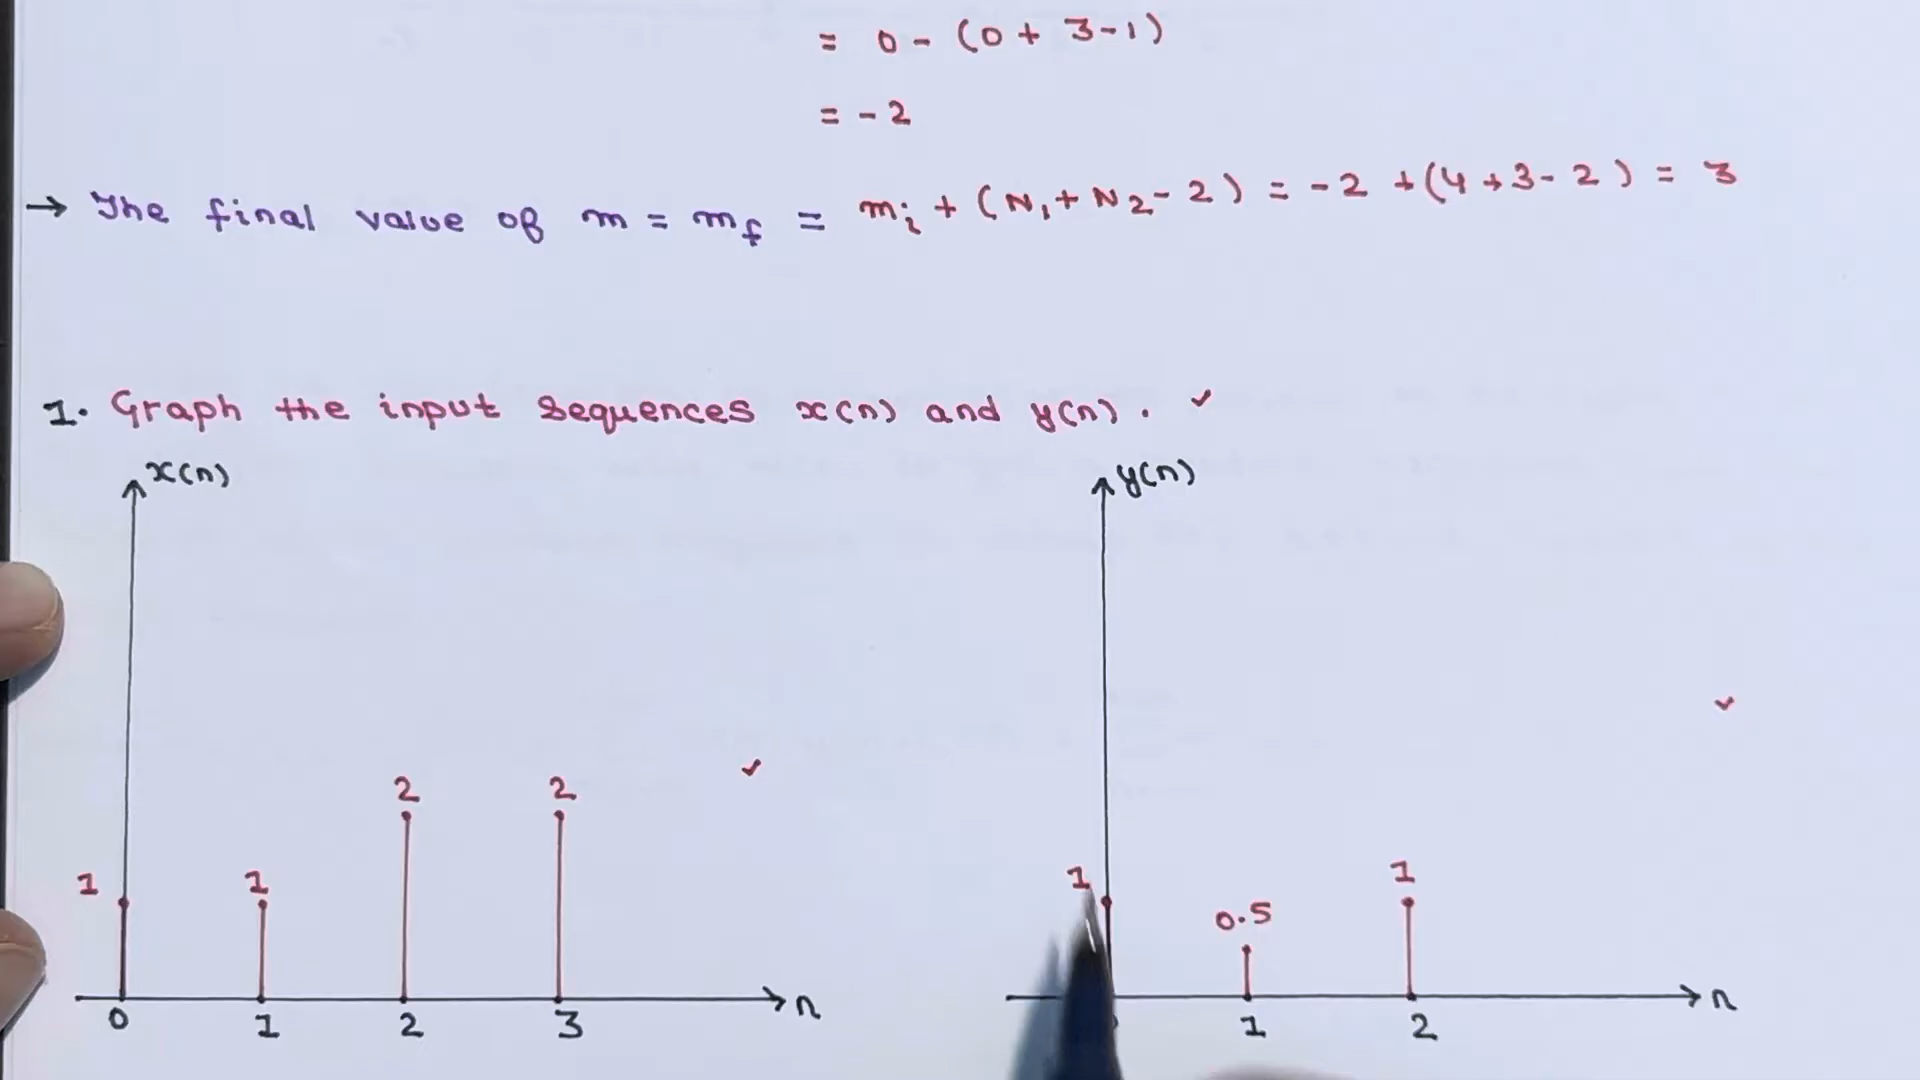 = 0 - (0 + 3-1)
= -2
→ The final value of m = m_f = m_i + (N_1 + N_2 - 2) = -2 + (4+3-2) = 3
1. Graph the input sequences x(n) and y(n). ✓
x(n)
1 1 2 2
✓
0 1 2 3 n
y(n)
✓
1 0.5 1
1 2 n